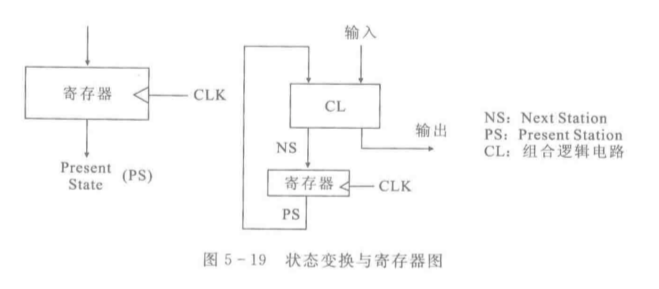 寄存器
CLK
Present
State
(PS)
输入
CL
输出
NS
寄存器
CLK
PS
NS: Next Station
PS: Present Station
CL: 组合逻辑电路
图 5-19 状态变换与寄存器图